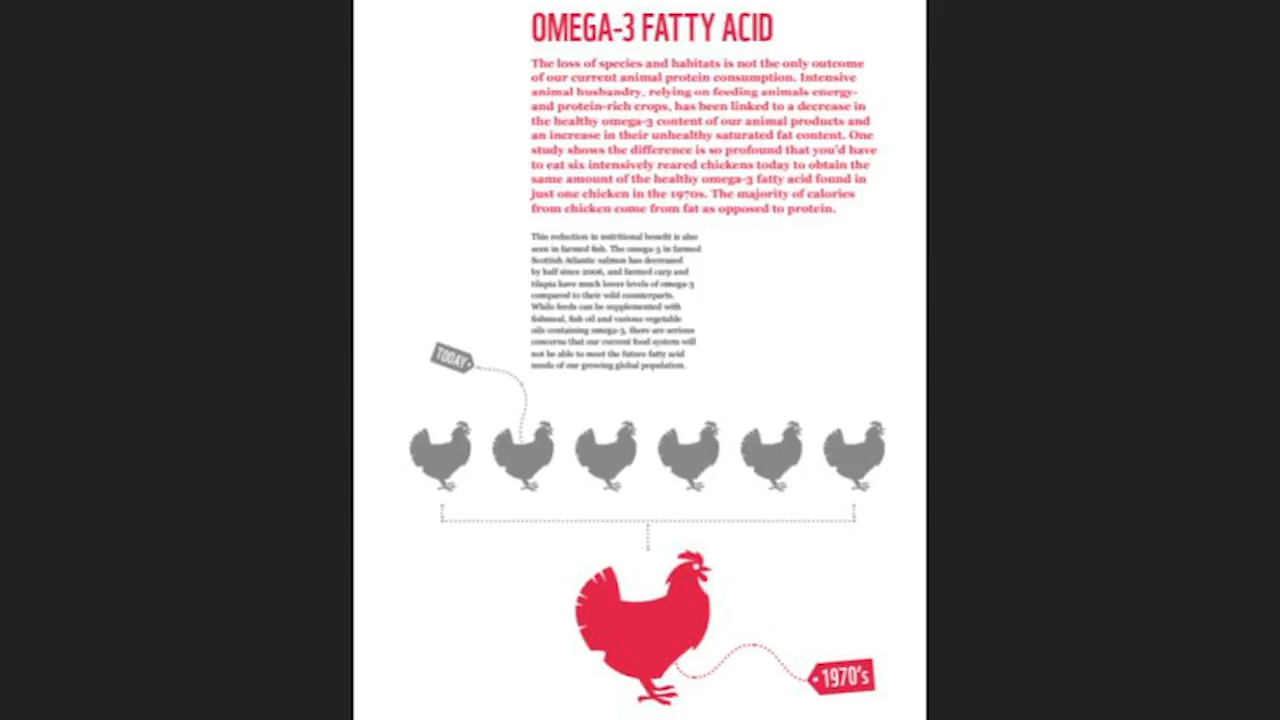 OMEGA-3 FATTY ACID
The loss of species and habitats is not the only outcome
of our current animal protein consumption. Intensive
animal husbandry, relying on feeding animals energy-
and protein-rich crops, has been linked to a decrease in
the healthy omega-3 content of our animal products and
an increase in their unhealthy saturated fat content. One
study shows the difference is so profound that you'd have
to eat six intensively reared chickens today to obtain the
same amount of the healthy omega-3 fatty acid found in
just one chicken in the 1970s. The majority of calories
from chicken come from fat as opposed to protein.
This reduction in nutritional benefit is also
seen in farmed fish. The omega-3 in farmed
Scottish Atlantic salmon has decreased
by half since 2006, and farmed carp and
tilapia have much lower levels of omega-3
compared to their wild counterparts.
While feeds can be supplemented with
fishmeal, fish oil and various vegetable
oils containing omega-3, there are serious
concerns that our current food system will
not be able to meet the future fatty acid
needs of our growing global population.
TODAY
1970's